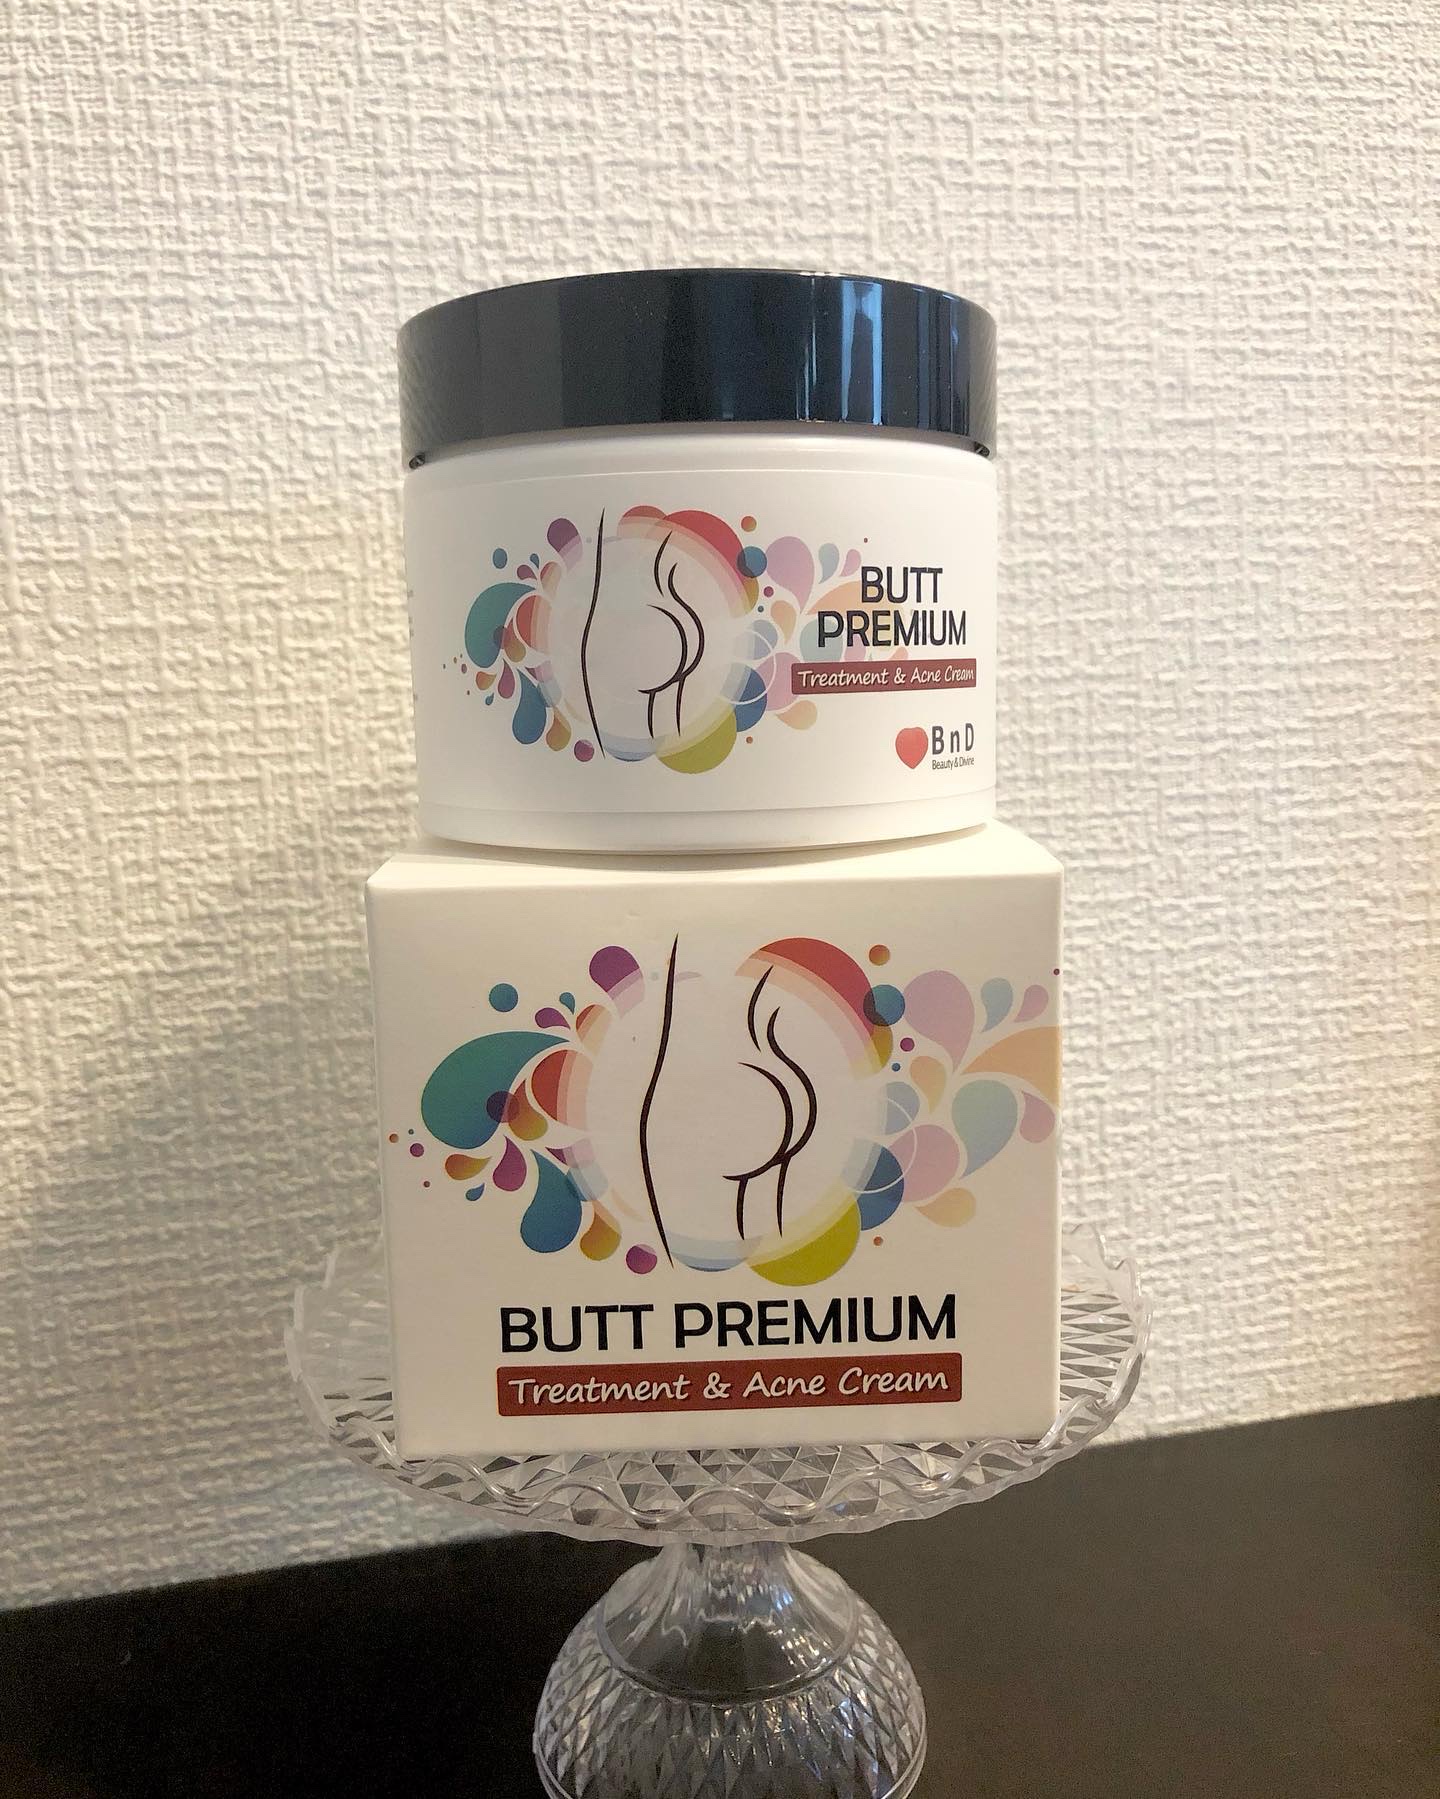 BUTT
PREMIUM
Treatment & Acne Cream
BnD
Beauty & Divine
BUTT PREMIUM
Treatment & Acne Cream